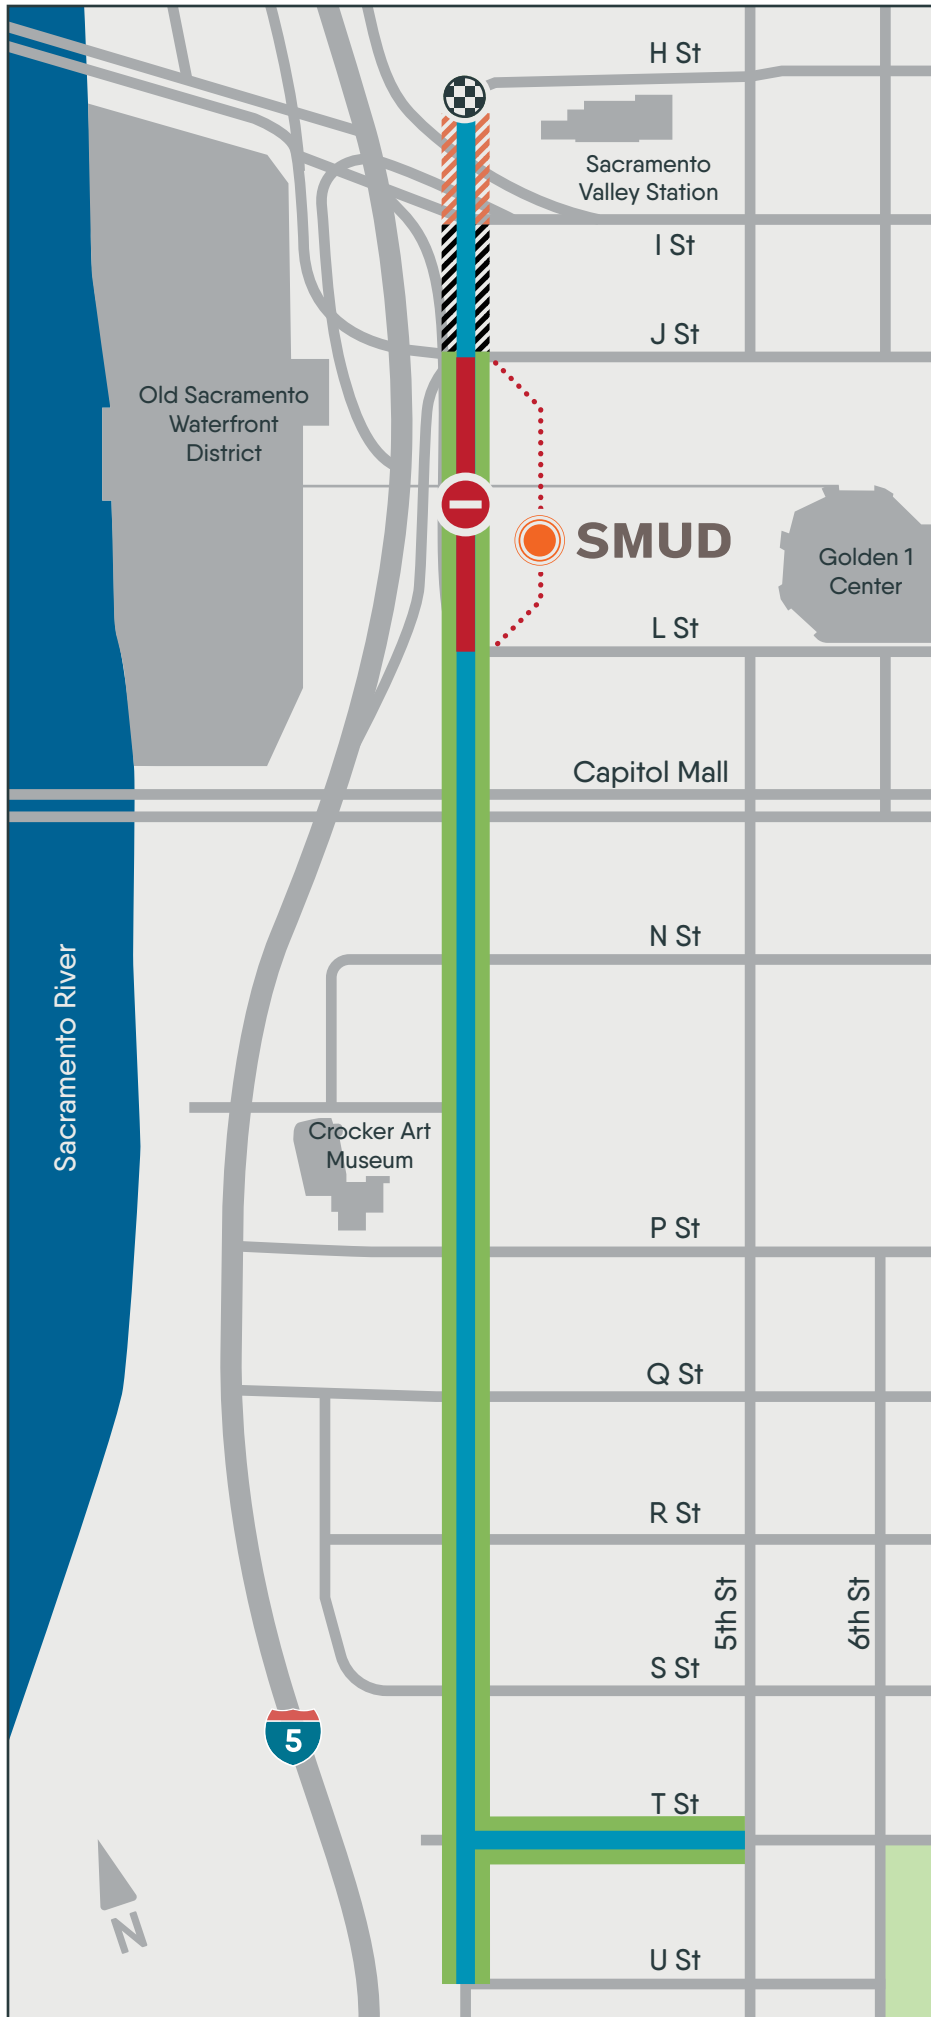 H St
Sacramento
Valley Station
I St
J St
Old Sacramento
Waterfront
District
SMUD
Golden 1
Center
L St
Capitol Mall
N St
Sacramento River
Crocker Art
Museum
P St
Q St
R St
5th St
6th St
S St
5
T St
N
U St